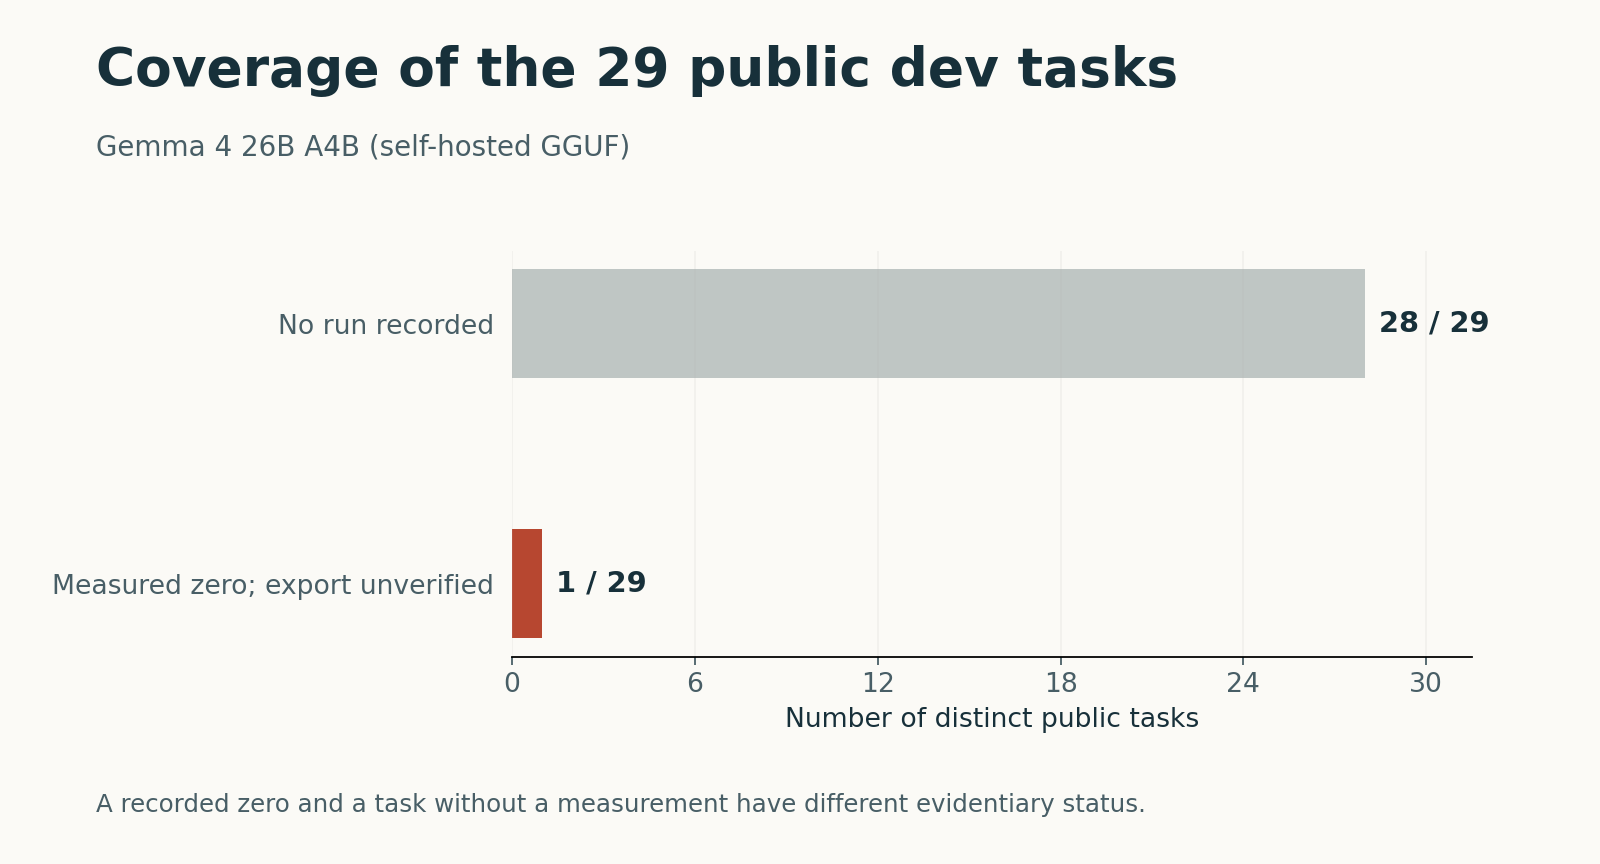 Coverage of the 29 public dev tasks
Gemma 4 26B A4B (self-hosted GGUF)
No run recorded
28 / 29
Measured zero; export unverified
1 / 29
0 6 12 18 24 30
Number of distinct public tasks
A recorded zero and a task without a measurement have different evidentiary status.